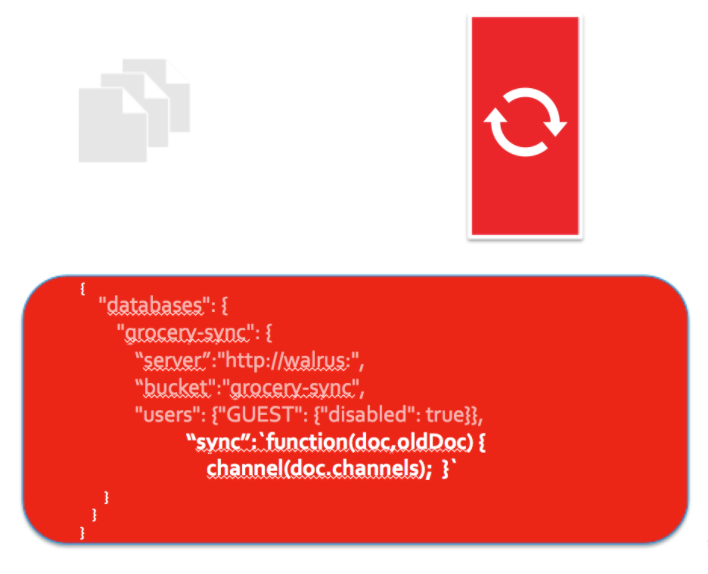 {
"databases": {
"grocery-sync": {
“server”:"http://walrus:",
“bucket":"grocery-sync",
"users": {"GUEST": {"disabled": true}},
“sync”:`function(doc,oldDoc) {
channel(doc.channels);  }`
}
}
}